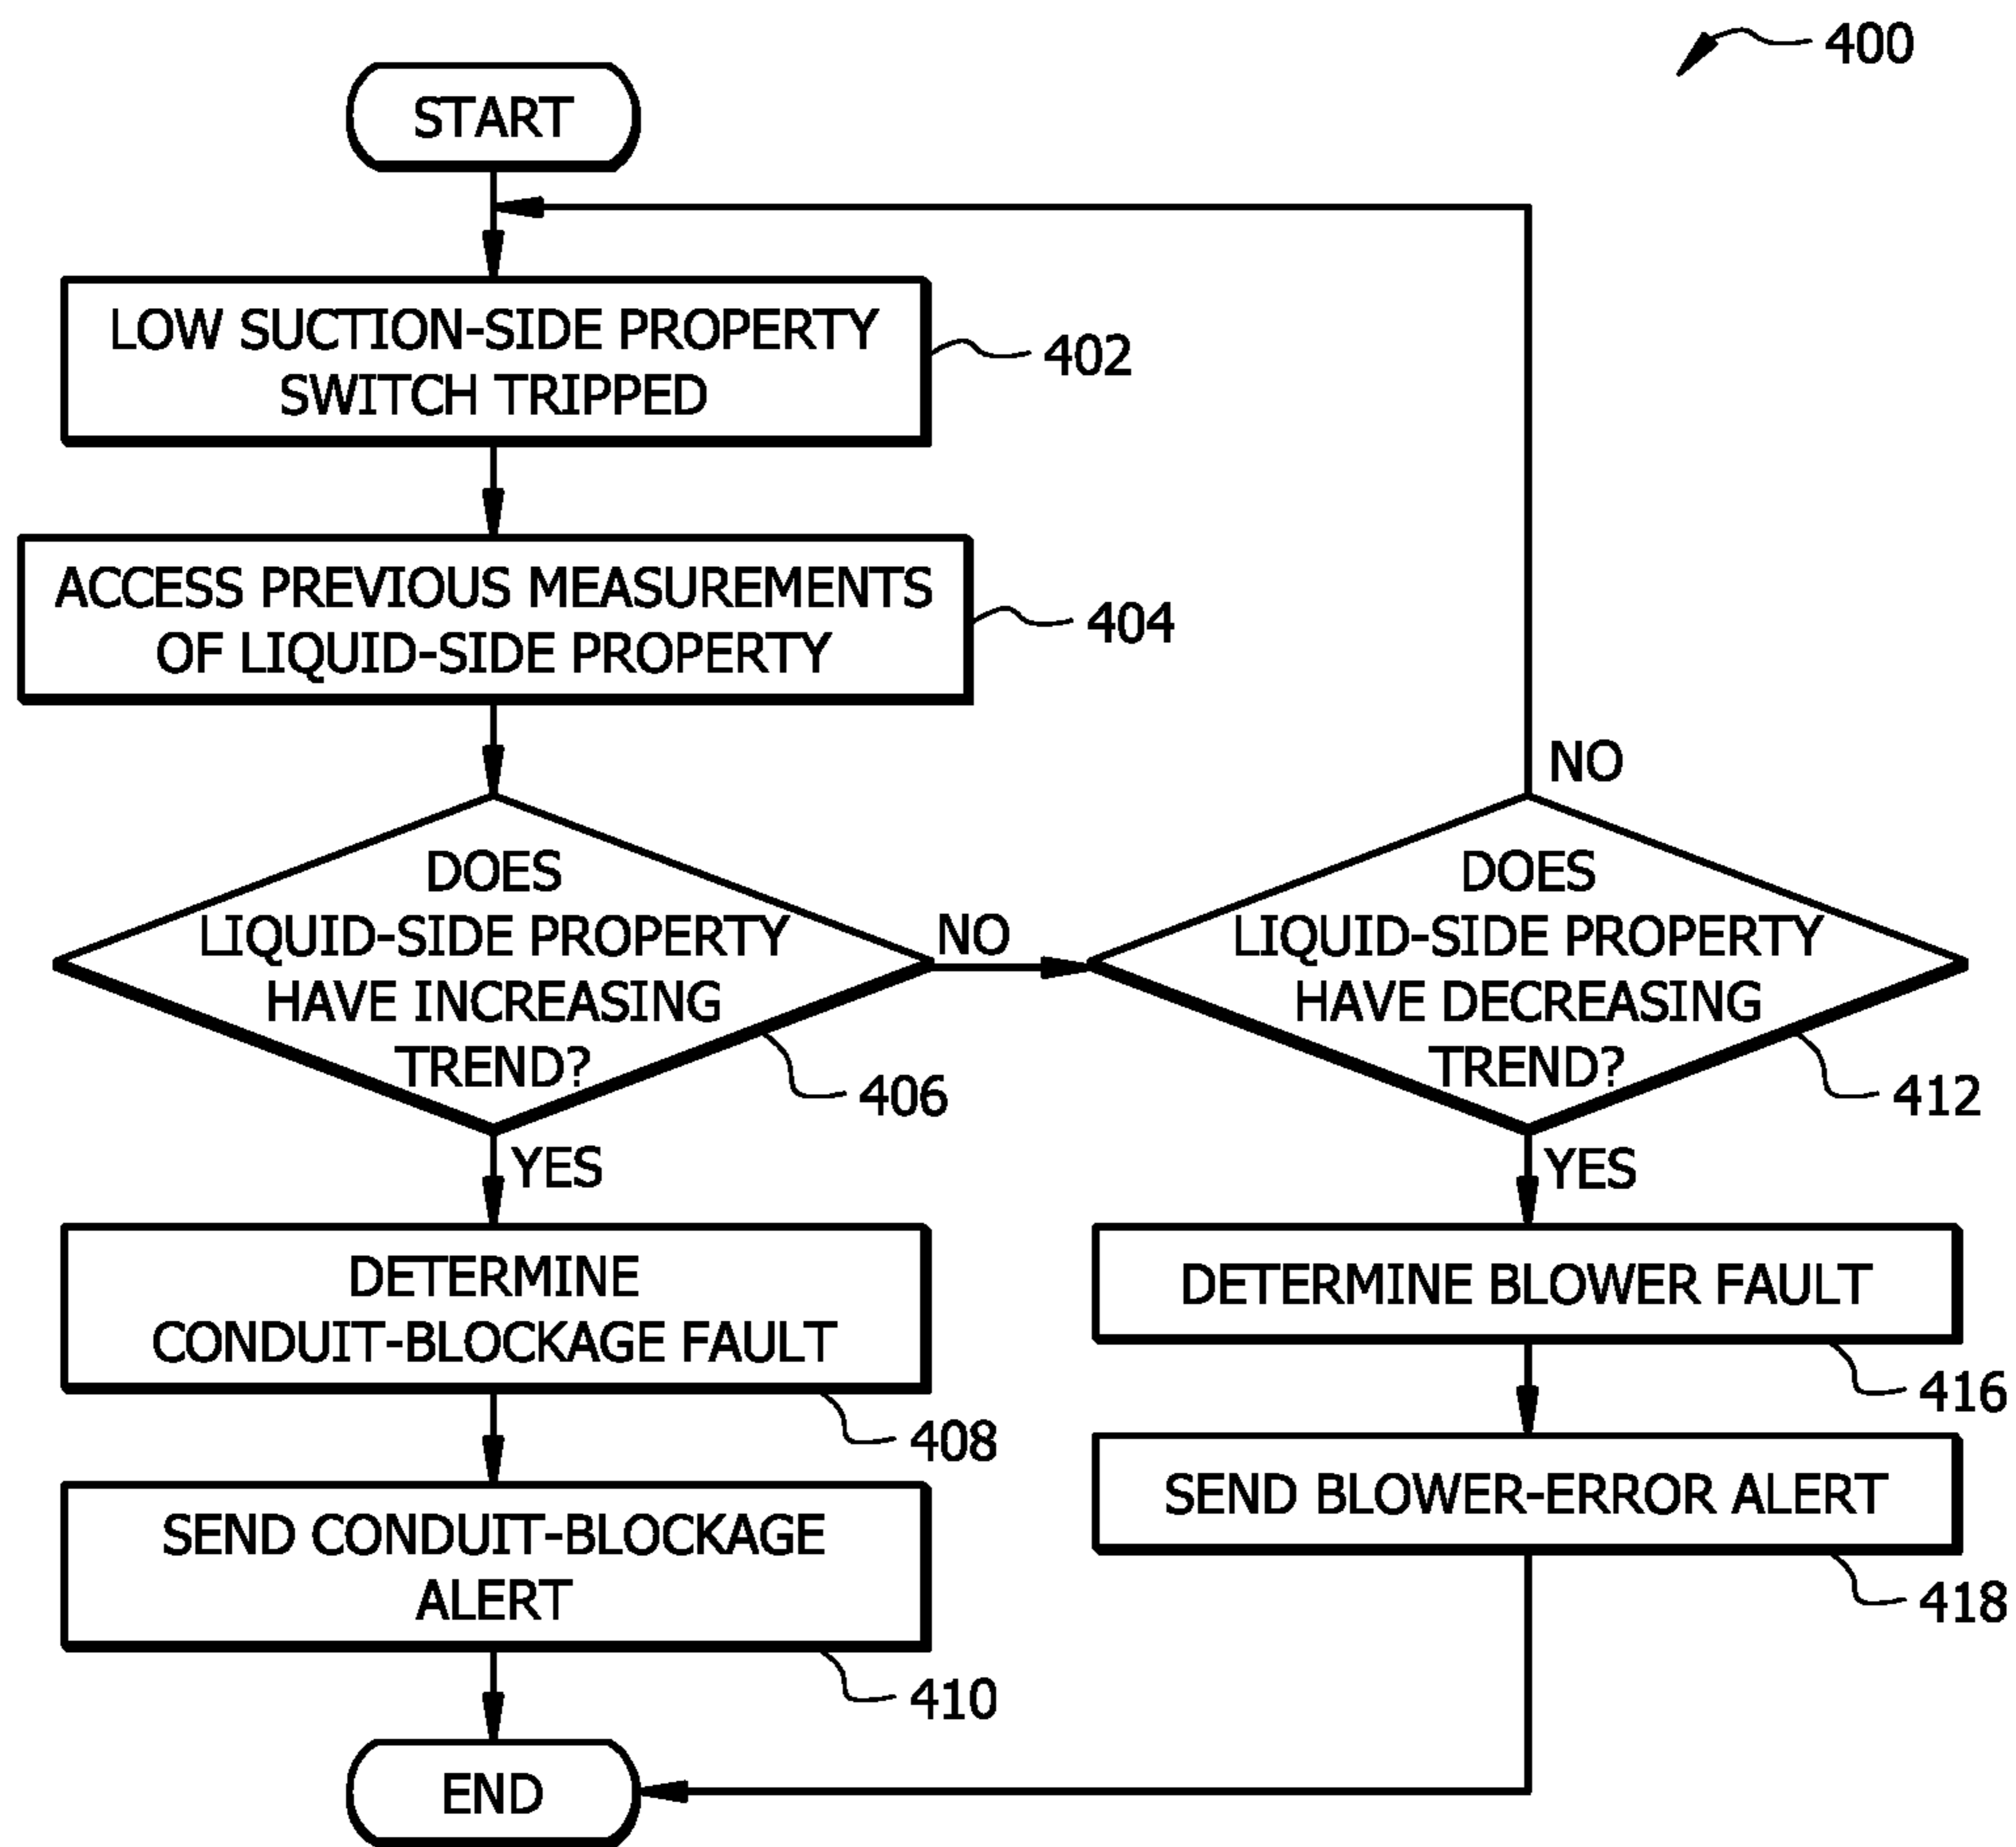 400
START
LOW SUCTION-SIDE PROPERTY
SWITCH TRIPPED
402
ACCESS PREVIOUS MEASUREMENTS
OF LIQUID-SIDE PROPERTY
404
DOES
LIQUID-SIDE PROPERTY
HAVE INCREASING
TREND?
406
NO
YES
DOES
LIQUID-SIDE PROPERTY
HAVE DECREASING
TREND?
412
NO
YES
DETERMINE
CONDUIT-BLOCKAGE FAULT
408
SEND CONDUIT-BLOCKAGE
ALERT
410
DETERMINE BLOWER FAULT
416
SEND BLOWER-ERROR ALERT
418
END